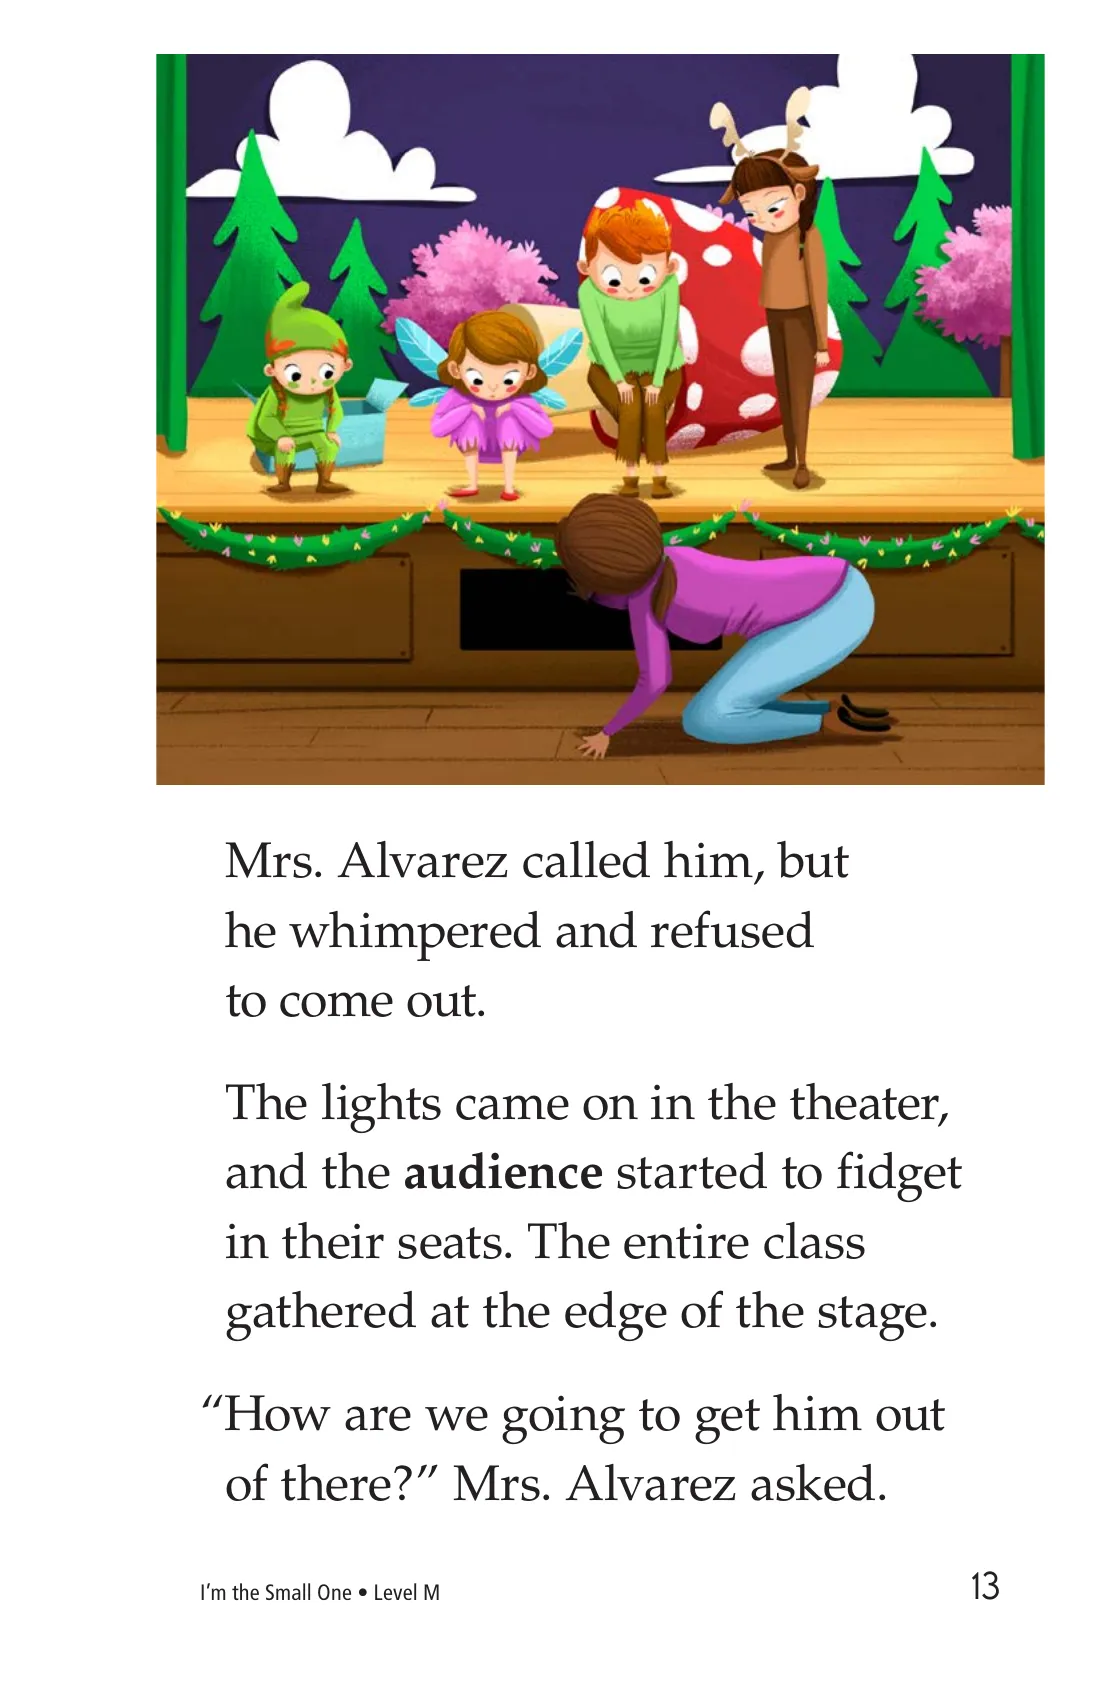 Mrs. Alvarez called him, but
he whimpered and refused
to come out.
The lights came on in the theater,
and the audience started to fidget
in their seats. The entire class
gathered at the edge of the stage.
“How are we going to get him out
of there?” Mrs. Alvarez asked.
I’m the Small One • Level M
13